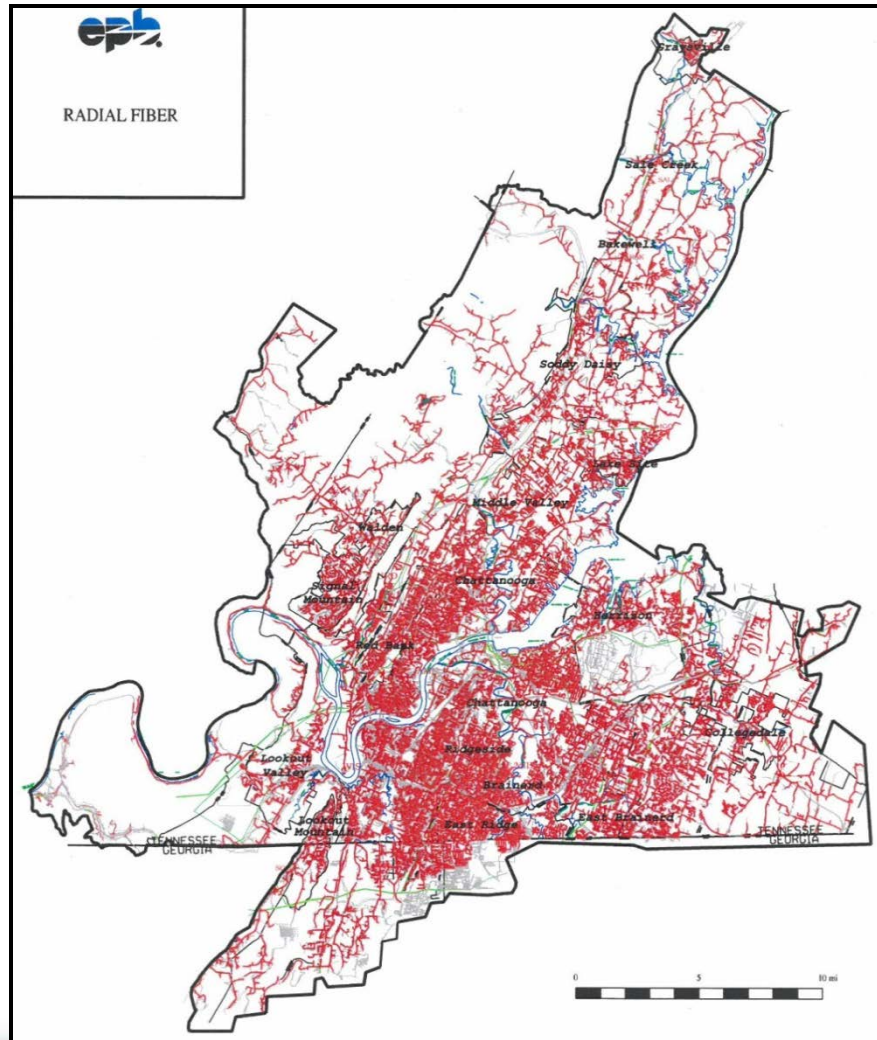 epb
RADIAL FIBER
Graysville
Sale Creek
Bakewell
Soddy Daisy
Middle Valley
Walden
Signal
Mountain
Chattanooga
Harrison
Red Bank
Chattanooga
Collegedale
Ridgeside
Lookout
Valley
Brainerd
Lookout
Mountain
East Ridge
East Brainerd
TENNESSEE
GEORGIA
TENNESSEE
GEORGIA
0 5 10 mi